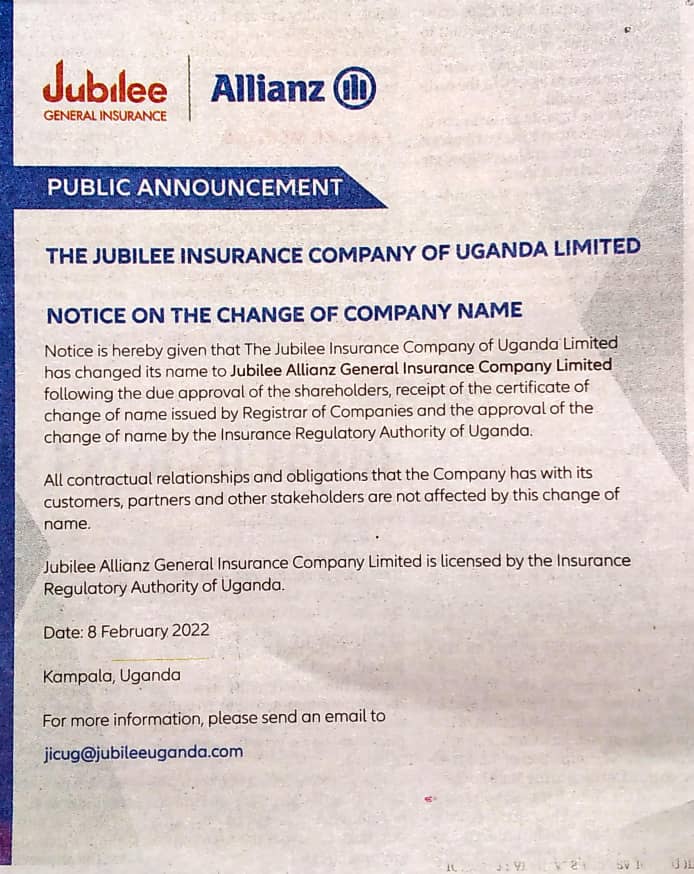 Jubilee
GENERAL INSURANCE
Allianz
PUBLIC ANNOUNCEMENT
THE JUBILEE INSURANCE COMPANY OF UGANDA LIMITED
NOTICE ON THE CHANGE OF COMPANY NAME
Notice is hereby given that The Jubilee Insurance Company of Uganda Limited
has changed its name to Jubilee Allianz General Insurance Company Limited
following the due approval of the shareholders, receipt of the certificate of
change of name issued by Registrar of Companies and the approval of the
change of name by the Insurance Regulatory Authority of Uganda.
All contractual relationships and obligations that the Company has with its
customers, partners and other stakeholders are not affected by this change of
name.
Jubilee Allianz General Insurance Company Limited is licensed by the Insurance
Regulatory Authority of Uganda.
Date: 8 February 2022
Kampala, Uganda
For more information, please send an email to
jicug@jubileeuganda.com